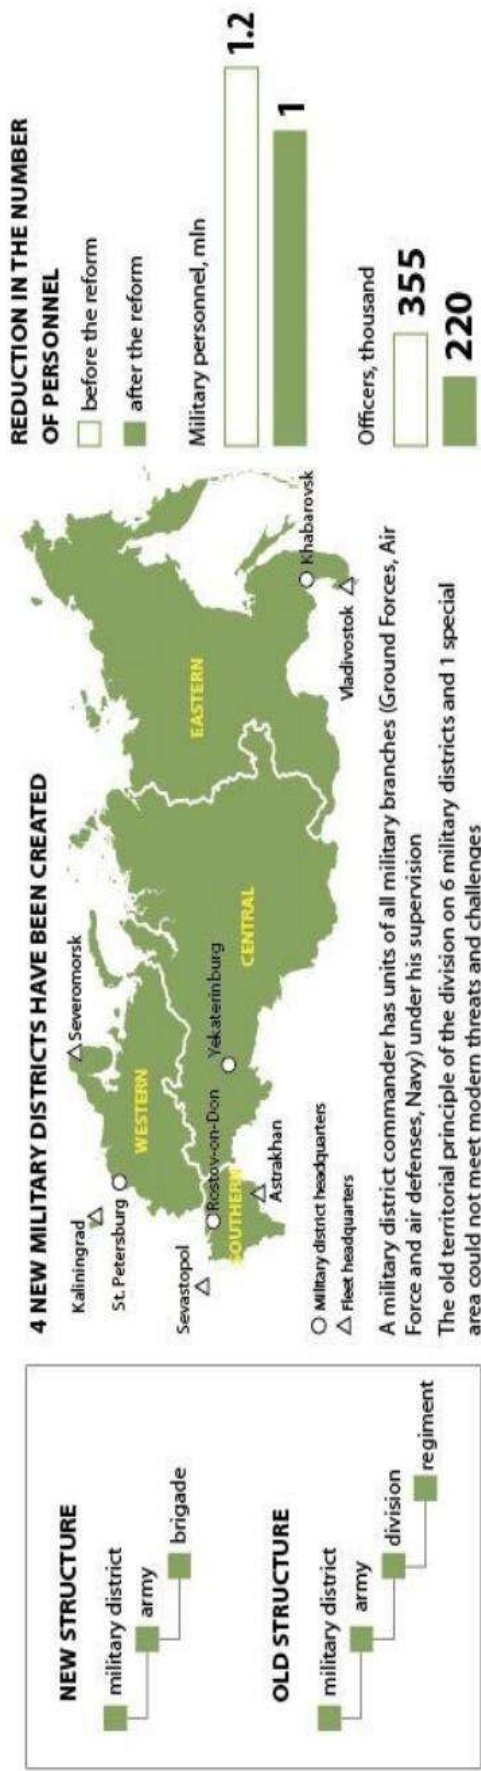 NEW STRUCTURE
military district
army
brigade
OLD STRUCTURE
military district
army
division
regiment
4 NEW MILITARY DISTRICTS HAVE BEEN CREATED
Kaliningrad
Severomorsk
St. Petersburg
WESTERN
Sevastopol
Rostov-on-Don
Yekaterinburg
SOUTHERN
CENTRAL
EASTERN
Astrakhan
Khabarovsk
Vladivostok
Military district headquarters
Fleet headquarters
A military district commander has units of all military branches (Ground Forces, Air
Force and air defenses, Navy) under his supervision
The old territorial principle of the division on 6 military districts and 1 special
area could not meet modern threats and challenges
REDUCTION IN THE NUMBER
OF PERSONNEL
before the reform
after the reform
Military personnel, mln
1.2
1
Officers, thousand
355
220